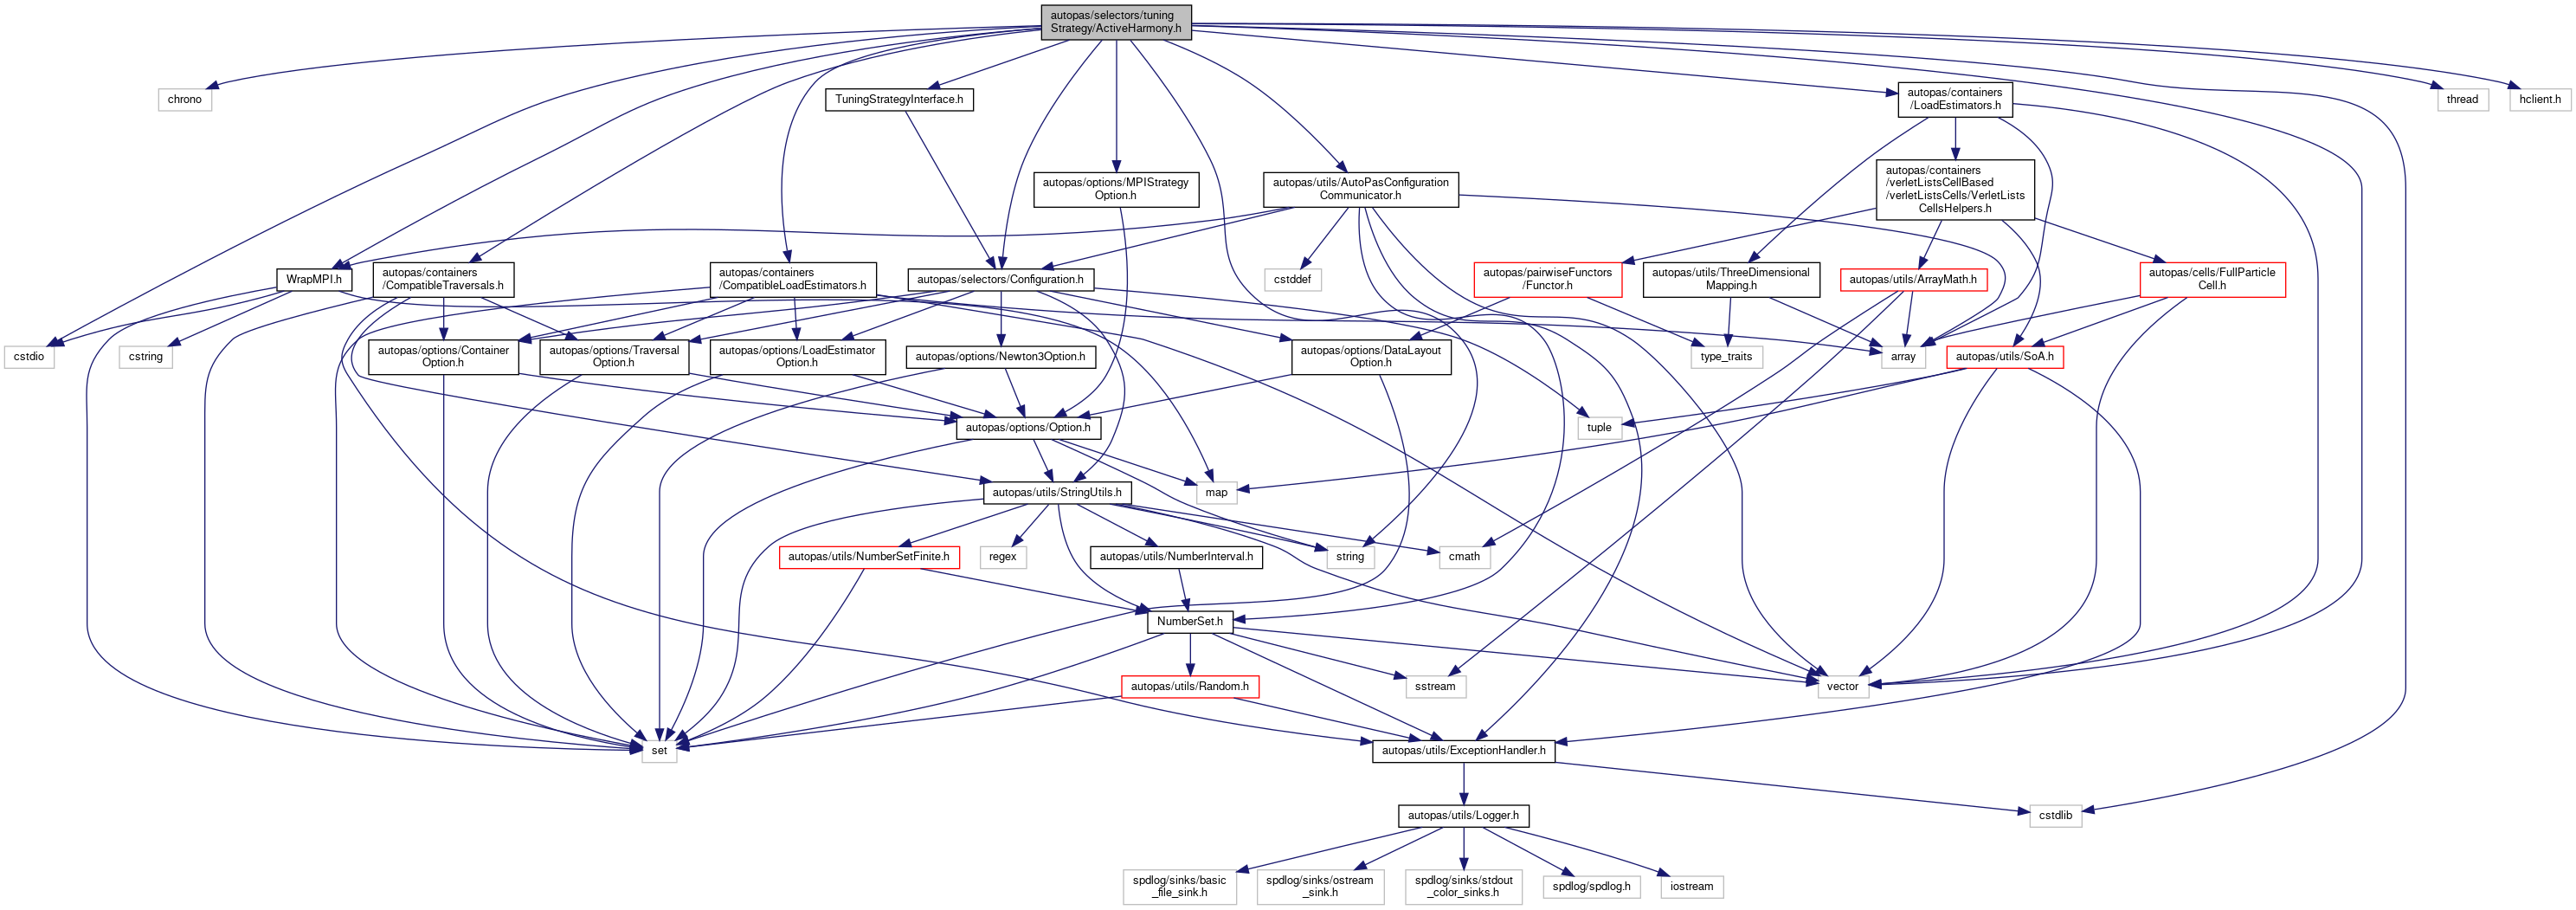 autopas/selectors/tuning
Strategy/ActiveHarmony.h
chrono
TuningStrategyInterface.h
autopas/containers
/LoadEstimators.h
thread
hclient.h
autopas/options/MPIStrategy
Option.h
autopas/utils/AutoPasConfiguration
Communicator.h
autopas/containers
/verletListsCellBased
/verletListsCells/VerletLists
CellsHelpers.h
WrapMPI.h
autopas/containers
/CompatibleTraversals.h
autopas/containers
/CompatibleLoadEstimators.h
autopas/selectors/Configuration.h
cstddef
autopas/pairwiseFunctors
/Functor.h
autopas/utils/ThreeDimensional
Mapping.h
autopas/utils/ArrayMath.h
autopas/cells/FullParticle
Cell.h
cstdio
cstring
autopas/options/Container
Option.h
autopas/options/Traversal
Option.h
autopas/options/LoadEstimator
Option.h
autopas/options/Newton3Option.h
autopas/options/DataLayout
Option.h
type_traits
array
autopas/utils/SoA.h
autopas/options/Option.h
tuple
autopas/utils/StringUtils.h
map
autopas/utils/NumberSetFinite.h
regex
autopas/utils/NumberInterval.h
string
cmath
NumberSet.h
autopas/utils/Random.h
sstream
vector
set
autopas/utils/ExceptionHandler.h
autopas/utils/Logger.h
cstdlib
spdlog/sinks/basic
_file_sink.h
spdlog/sinks/ostream
_sink.h
spdlog/sinks/stdout
_color_sinks.h
spdlog/spdlog.h
iostream